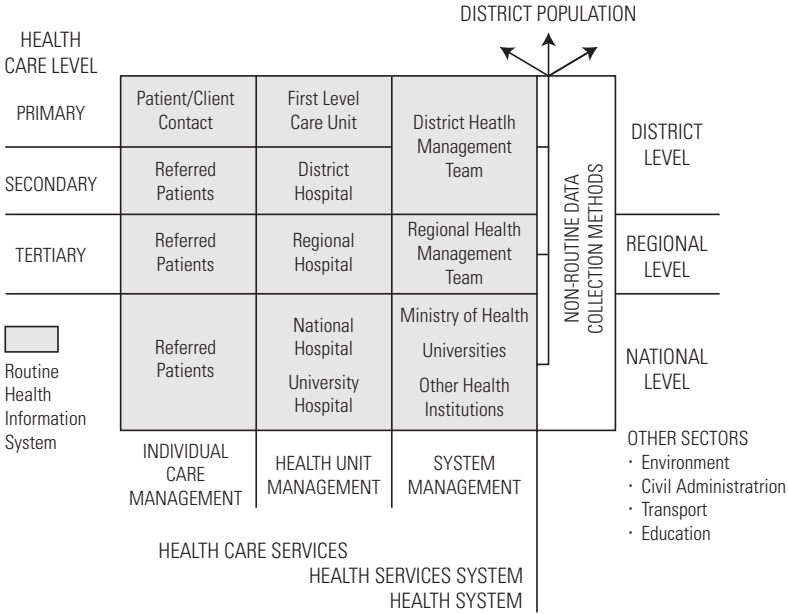 DISTRICT POPULATION
HEALTH
CARE LEVEL
PRIMARY
Patient/Client
Contact
First Level
Care Unit
District Heatlh
Management
Team
SECONDARY
Referred
Patients
District
Hospital
DISTRICT
LEVEL
TERTIARY
Referred
Patients
Regional
Hospital
Regional Health
Management
Team
REGIONAL
LEVEL
Referred
Patients
National
Hospital
University
Hospital
Ministry of Health
Universities
Other Health
Institutions
NATIONAL
LEVEL
NON-ROUTINE DATA
COLLECTION METHODS
Routine
Health
Information
System
INDIVIDUAL
CARE
MANAGEMENT
HEALTH UNIT
MANAGEMENT
SYSTEM
MANAGEMENT
OTHER SECTORS
· Environment
· Civil Administratrion
· Transport
· Education
HEALTH CARE SERVICES
HEALTH SERVICES SYSTEM
HEALTH SYSTEM